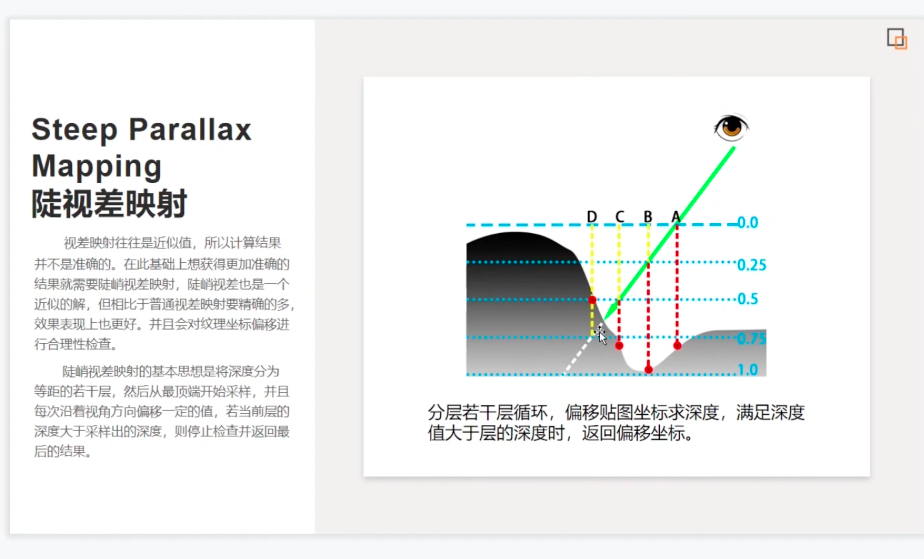 Steep Parallax
Mapping
陡视差映射
视差映射往往是近似值，所以计算结果
并不是准确的。在此基础上想获得更加准确的
结果就需要陡峭视差映射，陡峭视差也是一个
近似的解，但相比于普通视差映射要精确的多，
效果表现上也更好。并且会对纹理坐标偏移进
行合理性检查。
陡峭视差映射的基本思想是将深度分为
等距的若干层，然后从最顶端开始采样，并且
每次沿着视角方向偏移一定的值，若当前层的
深度大于采样出的深度，则停止检查并返回最
后的结果。
D C B A
0.0
0.25
0.5
0.75
1.0
分层若干层循环，偏移贴图坐标求深度，满足深度
值大于层的深度时，返回偏移坐标。